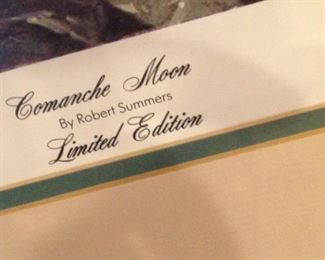 Comanche Moon
By Robert Summers
Limited Edition